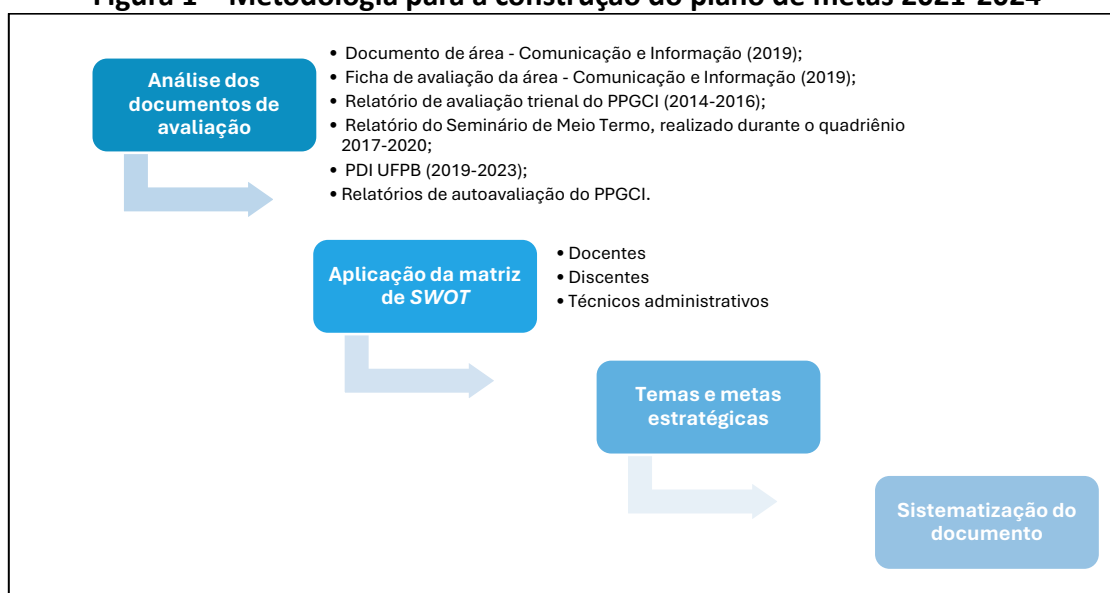 Figura 1 – Metodologia para a construção do plano de metas 2021-2024
Análise dos
documentos de
avaliação
• Documento de área - Comunicação e Informação (2019);
• Ficha de avaliação da área - Comunicação e Informação (2019);
• Relatório de avaliação trienal do PPGCI (2014-2016);
• Relatório do Seminário de Meio Termo, realizado durante o quadriênio
2017-2020;
• PDI UFPB (2019-2023);
• Relatórios de autoavaliação do PPGCI.
Aplicação da matriz
de SWOT
• Docentes
• Discentes
• Técnicos administrativos
Temas e metas
estratégicas
Sistematização do
documento